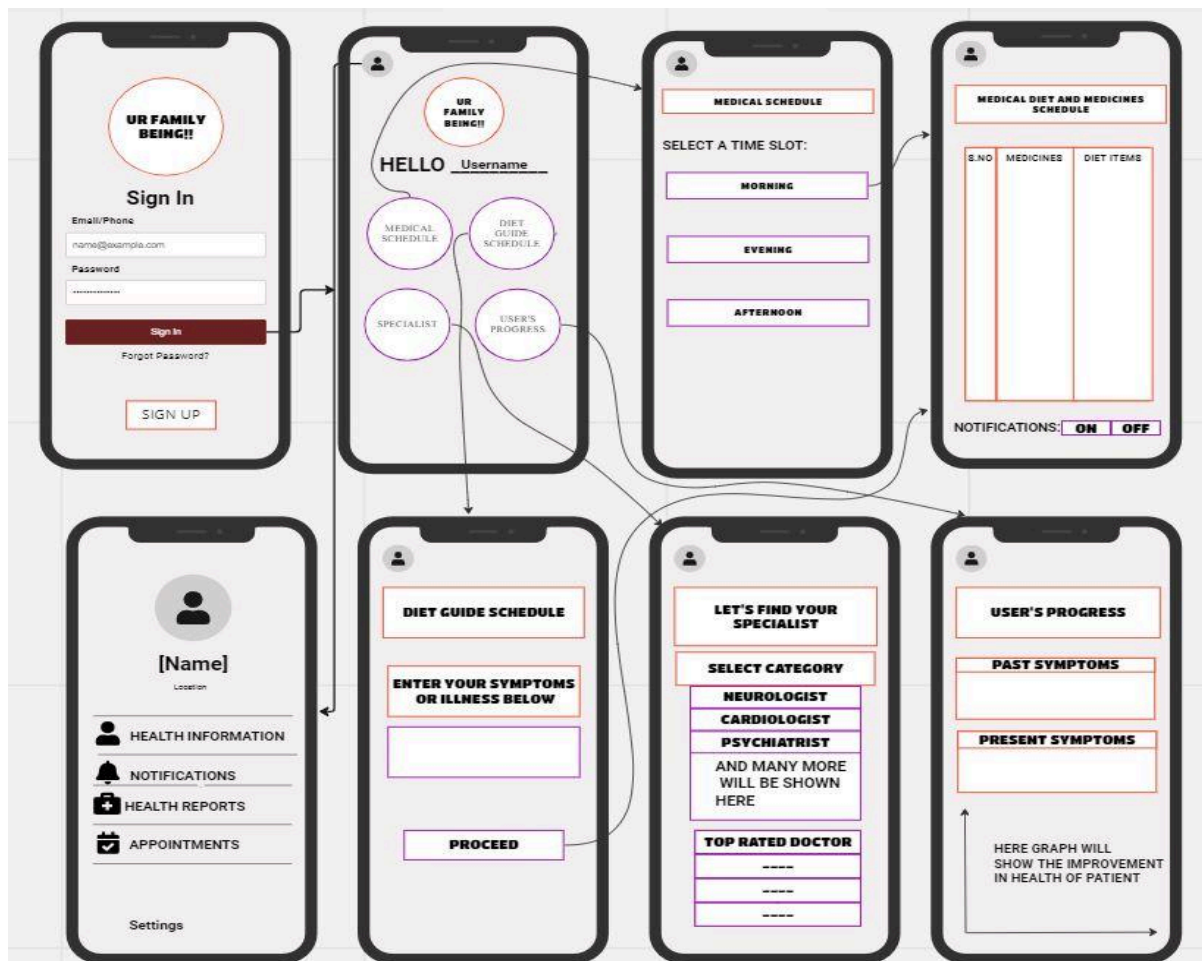 UR FAMILY
BEING!!
Sign In
Email/Phone
name@example.com
Password
Sign In
Forgot Password?
SIGN UP
UR
FAMILY
BEING!!
HELLO Username
MEDICAL
SCHEDULE
DIET
GUIDE
SCHEDULE
SPECIALIST
USER'S
PROGRESS
MEDICAL SCHEDULE
SELECT A TIME SLOT:
MORNING
EVENING
AFTERNOON
MEDICAL DIET AND MEDICINES
SCHEDULE
S.NO MEDICINES DIET ITEMS
NOTIFICATIONS: ON OFF
[Name]
Location
HEALTH INFORMATION
NOTIFICATIONS
HEALTH REPORTS
APPOINTMENTS
Settings
DIET GUIDE SCHEDULE
ENTER YOUR SYMPTOMS
OR ILLNESS BELOW
PROCEED
LET'S FIND YOUR
SPECIALIST
SELECT CATEGORY
NEUROLOGIST
CARDIOLOGIST
PSYCHIATRIST
AND MANY MORE
WILL BE SHOWN
HERE
TOP RATED DOCTOR
----
----
----
USER'S PROGRESS
PAST SYMPTOMS
PRESENT SYMPTOMS
HERE GRAPH WILL
SHOW THE IMPROVEMENT
IN HEALTH OF PATIENT